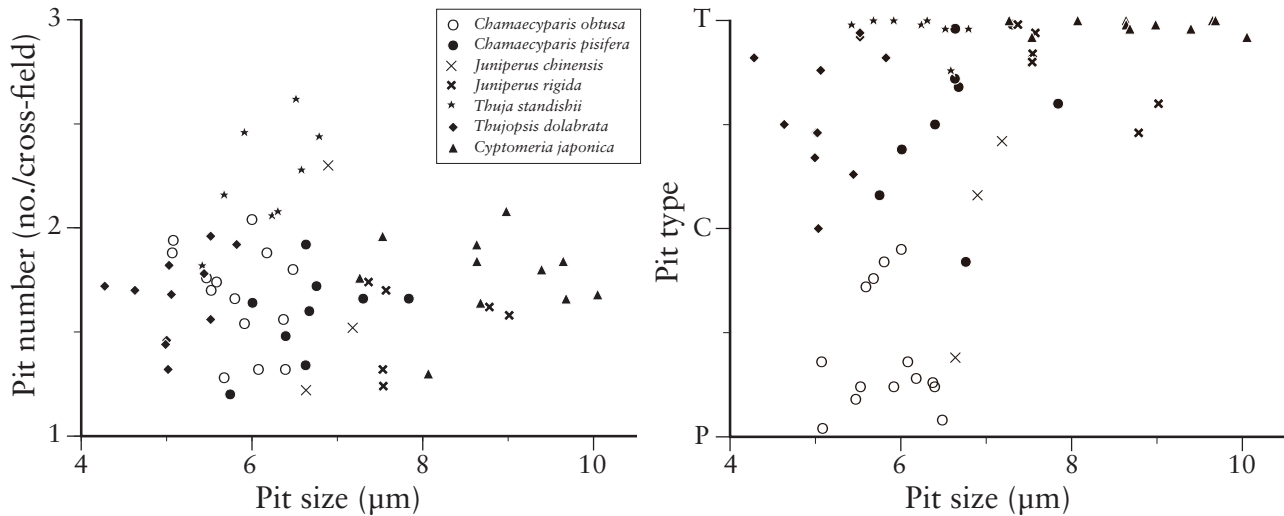 3
2
1
Pit number (no./cross-field)
4
6
8
10
Pit size (μm)
Chamaecyparis obtusa
Chamaecyparis pisifera
Juniperus chinensis
Juniperus rigida
Thuja standishii
Thujopsis dolabrata
Cyptomeria japonica
T
C
P
Pit type
4
6
8
10
Pit size (μm)